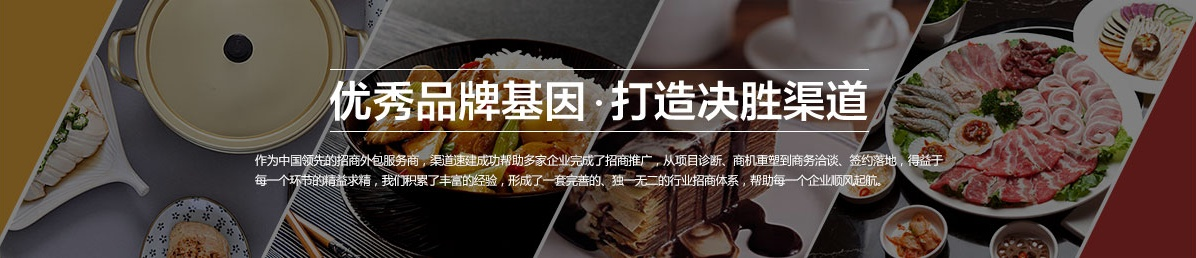 优秀品牌基因·打造决胜渠道
作为中国领先的招商外包服务商，渠道速建成功帮助多家企业完成了招商推广，从项目诊断、商机重塑到商务洽谈、签约落地，得益于
每一个环节的精益求精，我们积累了丰富的经验，形成了一套完善的、独一无二的行业招商体系，帮助每一个企业顺风起航。